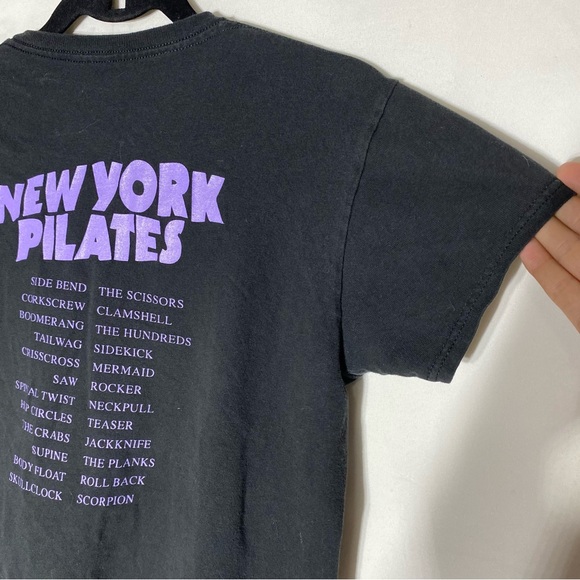 NEW YORK
PILATES
SIDE BEND THE SCISSORS
CORKSCREW CLAMSHELL
BOOMERANG THE HUNDREDS
TAILWAG SIDEKICK
CRISSCROSS MERMAID
SAW ROCKER
SPINAL TWIST NECKPULL
HIP CIRCLES TEASER
THE CRABS JACKKNIFE
SUPINE THE PLANKS
BODY FLOAT ROLL BACK
SKULLCLOCK SCORPION